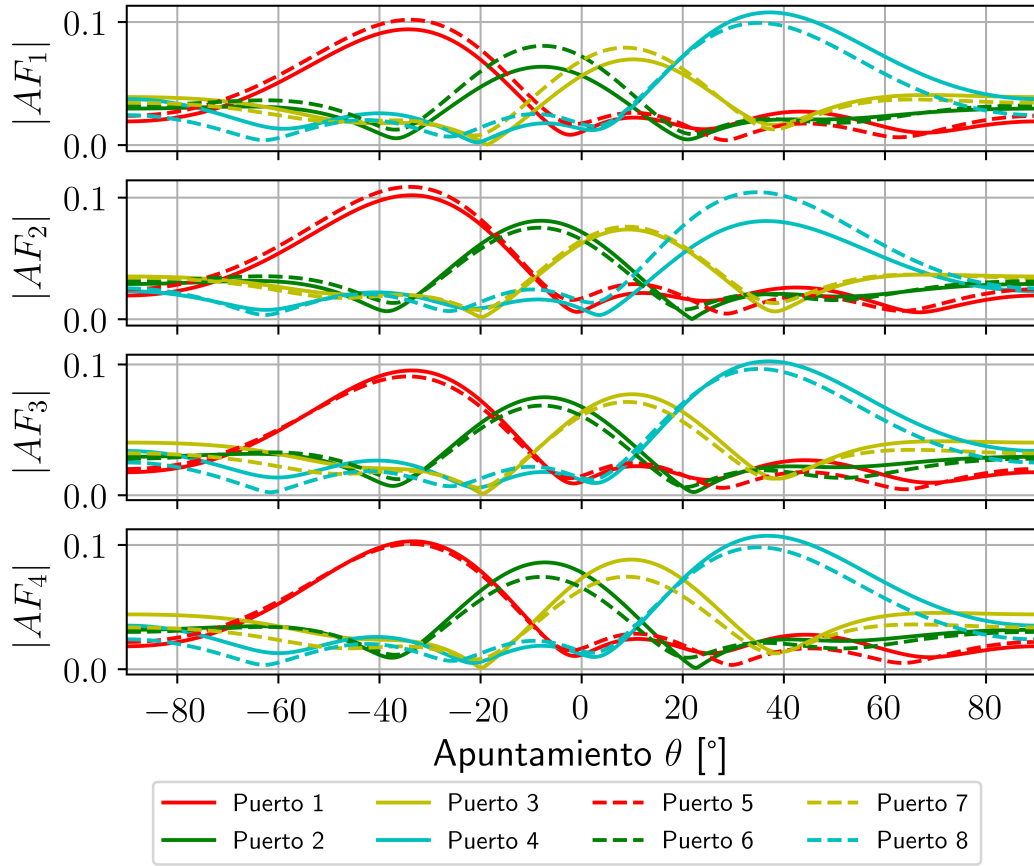 0.1
|AF₁|
0.0
0.1
|AF₂|
0.0
0.1
|AF₃|
0.0
0.1
|AF₄|
0.0
−80 −60 −40 −20 0 20 40 60 80
Apuntamiento θ [°]
Puerto 1 Puerto 3 Puerto 5 Puerto 7
Puerto 2 Puerto 4 Puerto 6 Puerto 8